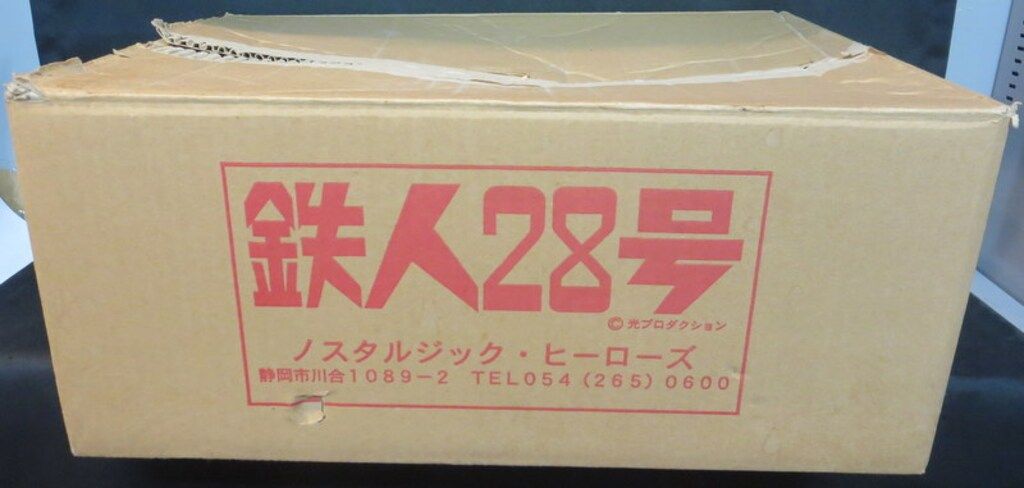 鉄人28号
©光プロダクション
ノスタルジック・ヒーローズ
静岡市川合1089−2 TEL054(265)0600